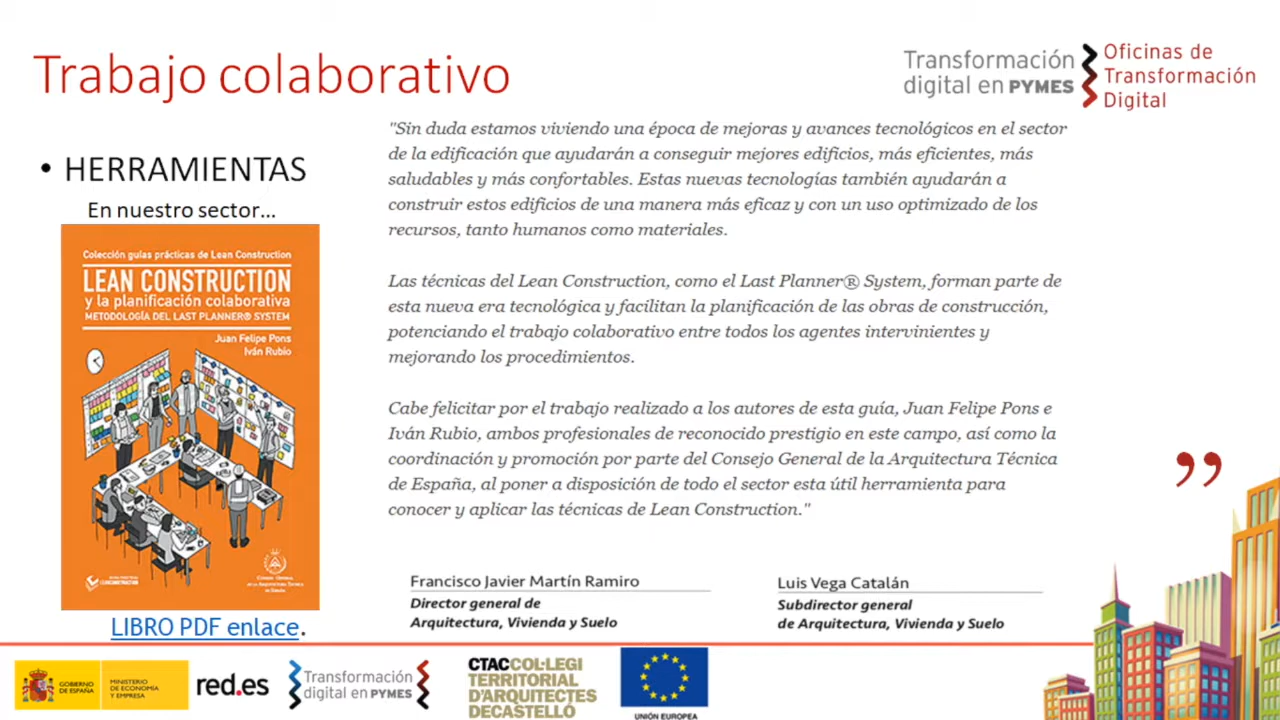 Trabajo colaborativo
Transformación
digital en PYMES
Oficinas de
Transformación
Digital
• HERRAMIENTAS
En nuestro sector...
Colección guías prácticas de Lean Construction
LEAN CONSTRUCTION
y la planificación colaborativa
METODOLOGÍA DEL LAST PLANNER® SYSTEM
Juan Felipe Pons
Iván Rubio
CONSEJO GENERAL
DE LA ARQUITECTURA TÉCNICA
DE ESPAÑA
LIBRO PDF enlace.
"Sin duda estamos viviendo una época de mejoras y avances tecnológicos en el sector
de la edificación que ayudarán a conseguir mejores edificios, más eficientes, más
saludables y más confortables. Estas nuevas tecnologías también ayudarán a
construir estos edificios de una manera más eficaz y con un uso optimizado de los
recursos, tanto humanos como materiales.
Las técnicas del Lean Construction, como el Last Planner® System, forman parte de
esta nueva era tecnológica y facilitan la planificación de las obras de construcción,
potenciando el trabajo colaborativo entre todos los agentes intervinientes y
mejorando los procedimientos.
Cabe felicitar por el trabajo realizado a los autores de esta guía, Juan Felipe Pons e
Iván Rubio, ambos profesionales de reconocido prestigio en este campo, así como la
coordinación y promoción por parte del Consejo General de la Arquitectura Técnica
de España, al poner a disposición de todo el sector esta útil herramienta para
conocer y aplicar las técnicas de Lean Construction."
”
Francisco Javier Martín Ramiro
Director general de
Arquitectura, Vivienda y Suelo
Luis Vega Catalán
Subdirector general
de Arquitectura, Vivienda y Suelo
GOBIERNO
DE ESPAÑA
MINISTERIO
DE ECONOMÍA
Y EMPRESA
red.es
Transformación
digital en PYMES
CTAC COL·LEGI
TERRITORIAL
D'ARQUITECTES
DE CASTELLÓ
UNIÓN EUROPEA